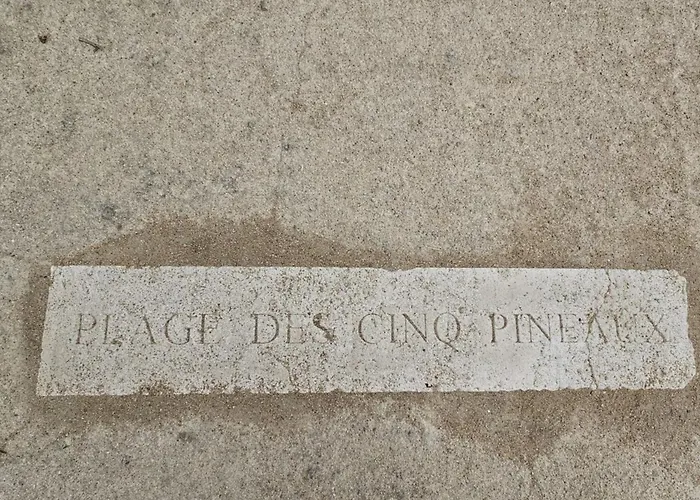 PLAGE DES CINQ PINEAUX